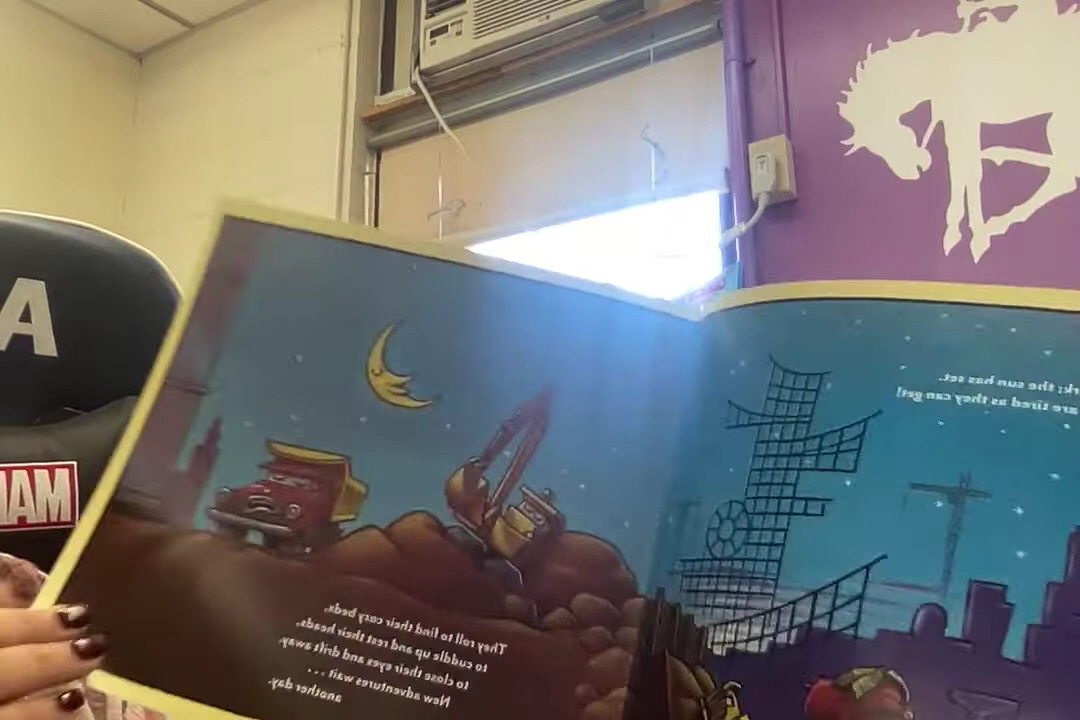 A
HAM
They roll to find their cozy beds,
to cuddle up and rest their heads,
to close their eyes and drift away.
New adventures wait . . .
another day.
the sun has set.
are tired as they can get!